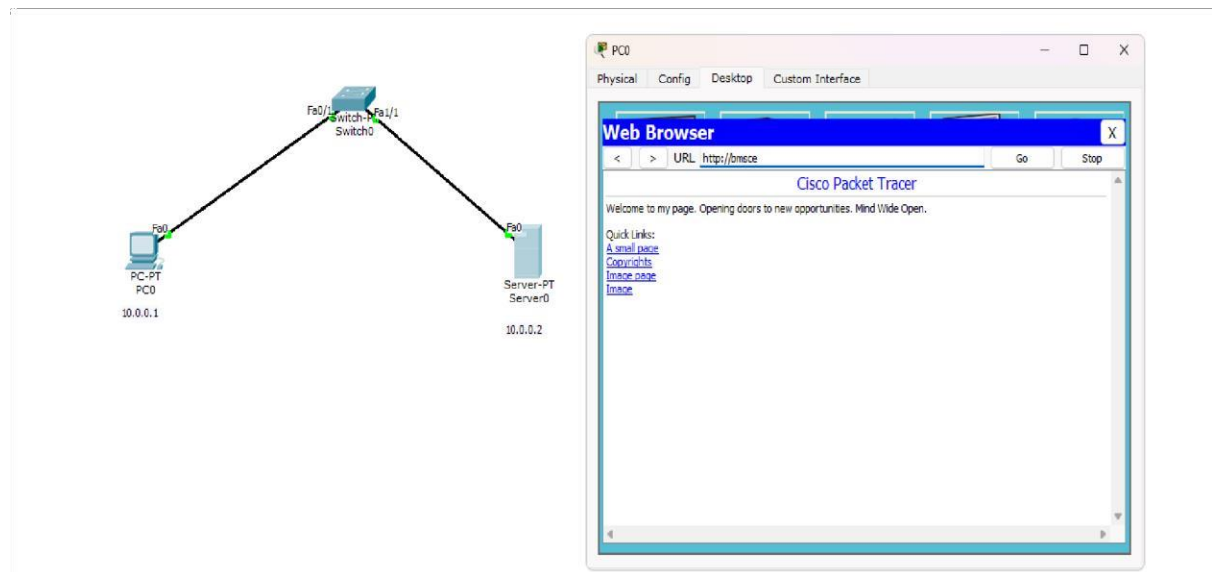 Fa0/1
Fa1/1
Switch-P
Switch0
Fa0
PC-PT
PC0
10.0.0.1
Fa0
Server-PT
Server0
10.0.0.2
PC0
Physical Config Desktop Custom Interface
Web Browser X
< > URL http://bmsce Go Stop
Cisco Packet Tracer
Welcome to my page. Opening doors to new opportunities. Mind Wide Open.
Quick Links:
A small page
Copyrights
Image page
Image